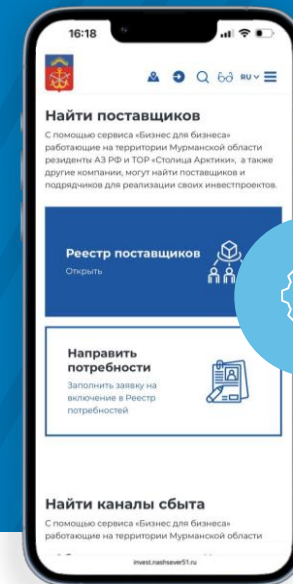 16:18
RU
Найти поставщиков
С помощью сервиса «Бизнес для бизнеса»
работающие на территории Мурманской области
резиденты АЗ РФ и ТОР «Столица Арктики», а также
другие компании, могут найти поставщиков и
подрядчиков для реализации своих инвестпроектов.
Реестр поставщиков
Открыть
Направить
потребности
Заполнить заявку на
включение в Реестр
потребностей
Найти каналы сбыта
С помощью сервиса «Бизнес для бизнеса»
работающие на территории Мурманской области
invest.nashsever51.ru